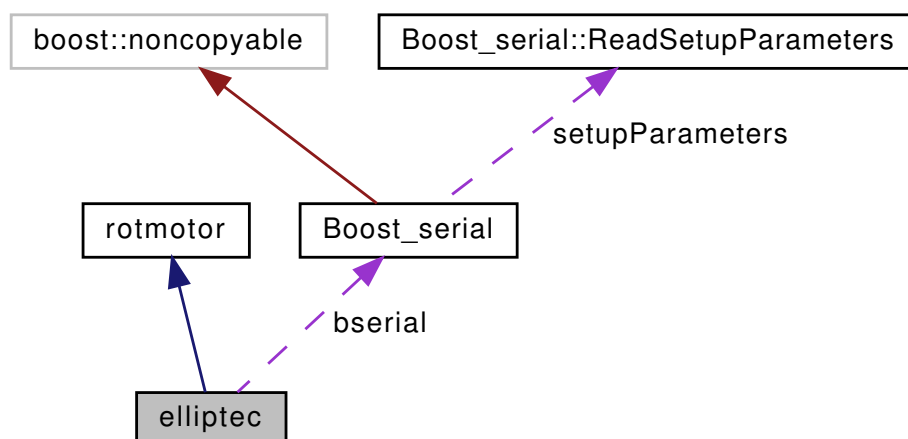 boost::noncopyable
Boost_serial::ReadSetupParameters
setupParameters
rotmotor
Boost_serial
bserial
elliptec